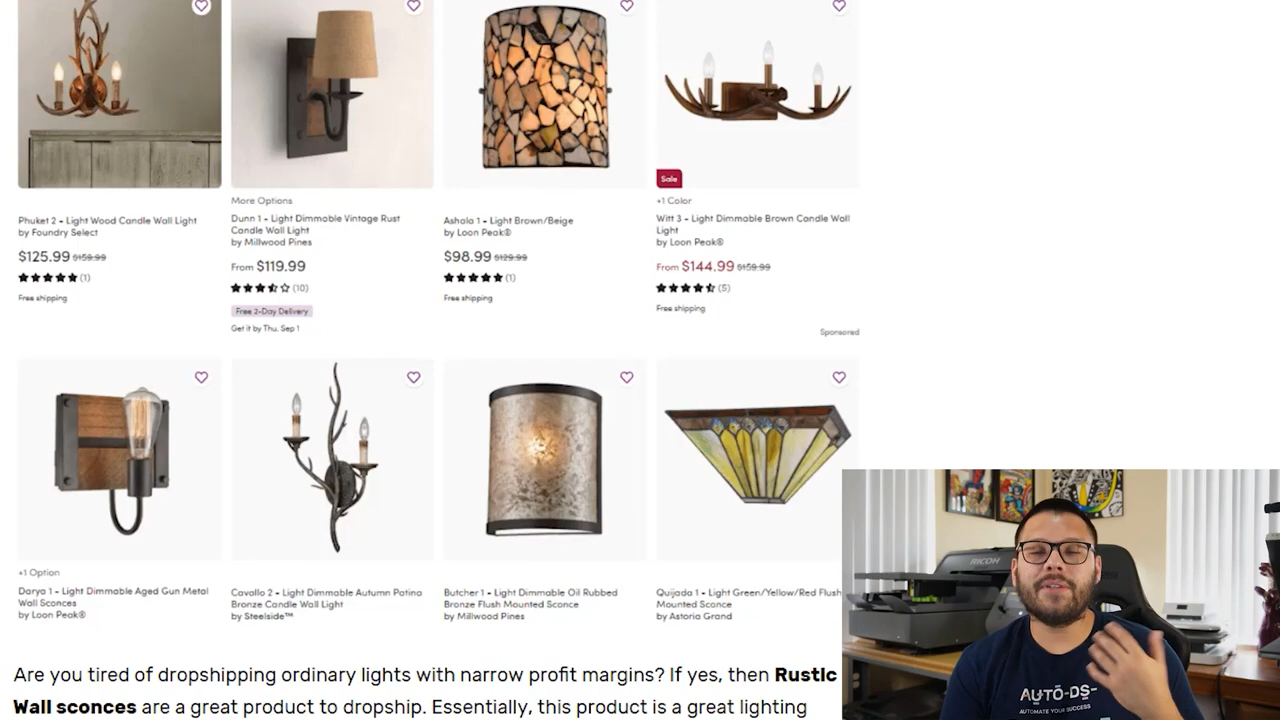 Phuket 2 - Light Wood Candle Wall Light
by Foundry Select
$125.99 $159.99
(1)
Free shipping
More Options
Dunn 1 - Light Dimmable Vintage Rust
Candle Wall Light
by Millwood Pines
From $119.99
(10)
Free 2-Day Delivery
Get it by Thu. Sep 1
Ashola 1 - Light Brown/Beige
by Loon Peak®
$98.99 $129.99
(1)
Free shipping
Sale
+1 Color
Witt 3 - Light Dimmable Brown Candle Wall
Light
by Loon Peak®
From $144.99 $159.99
(5)
Free shipping
Sponsored
+1 Option
Darya 1 - Light Dimmable Aged Gun Metal
Wall Sconces
by Loon Peak®
Cavallo 2 - Light Dimmable Autumn Patina
Bronze Candle Wall Light
by Steelside™
Butcher 1 - Light Dimmable Oil Rubbed
Bronze Flush Mounted Sconce
by Millwood Pines
Quijada 1 - Light Green/Yellow/Red Flush
Mounted Sconce
by Astoria Grand
Are you tired of dropshipping ordinary lights with narrow profit margins? If yes, then Rustic
Wall sconces are a great product to dropship. Essentially, this product is a great lighting
RICOH
AUTO-DS-
AUTOMATE YOUR SUCCESS